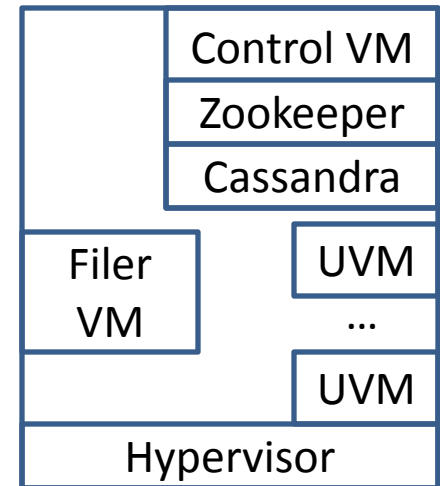 Control VM
Zookeeper
Cassandra
Filer
VM
UVM
...
UVM
Hypervisor